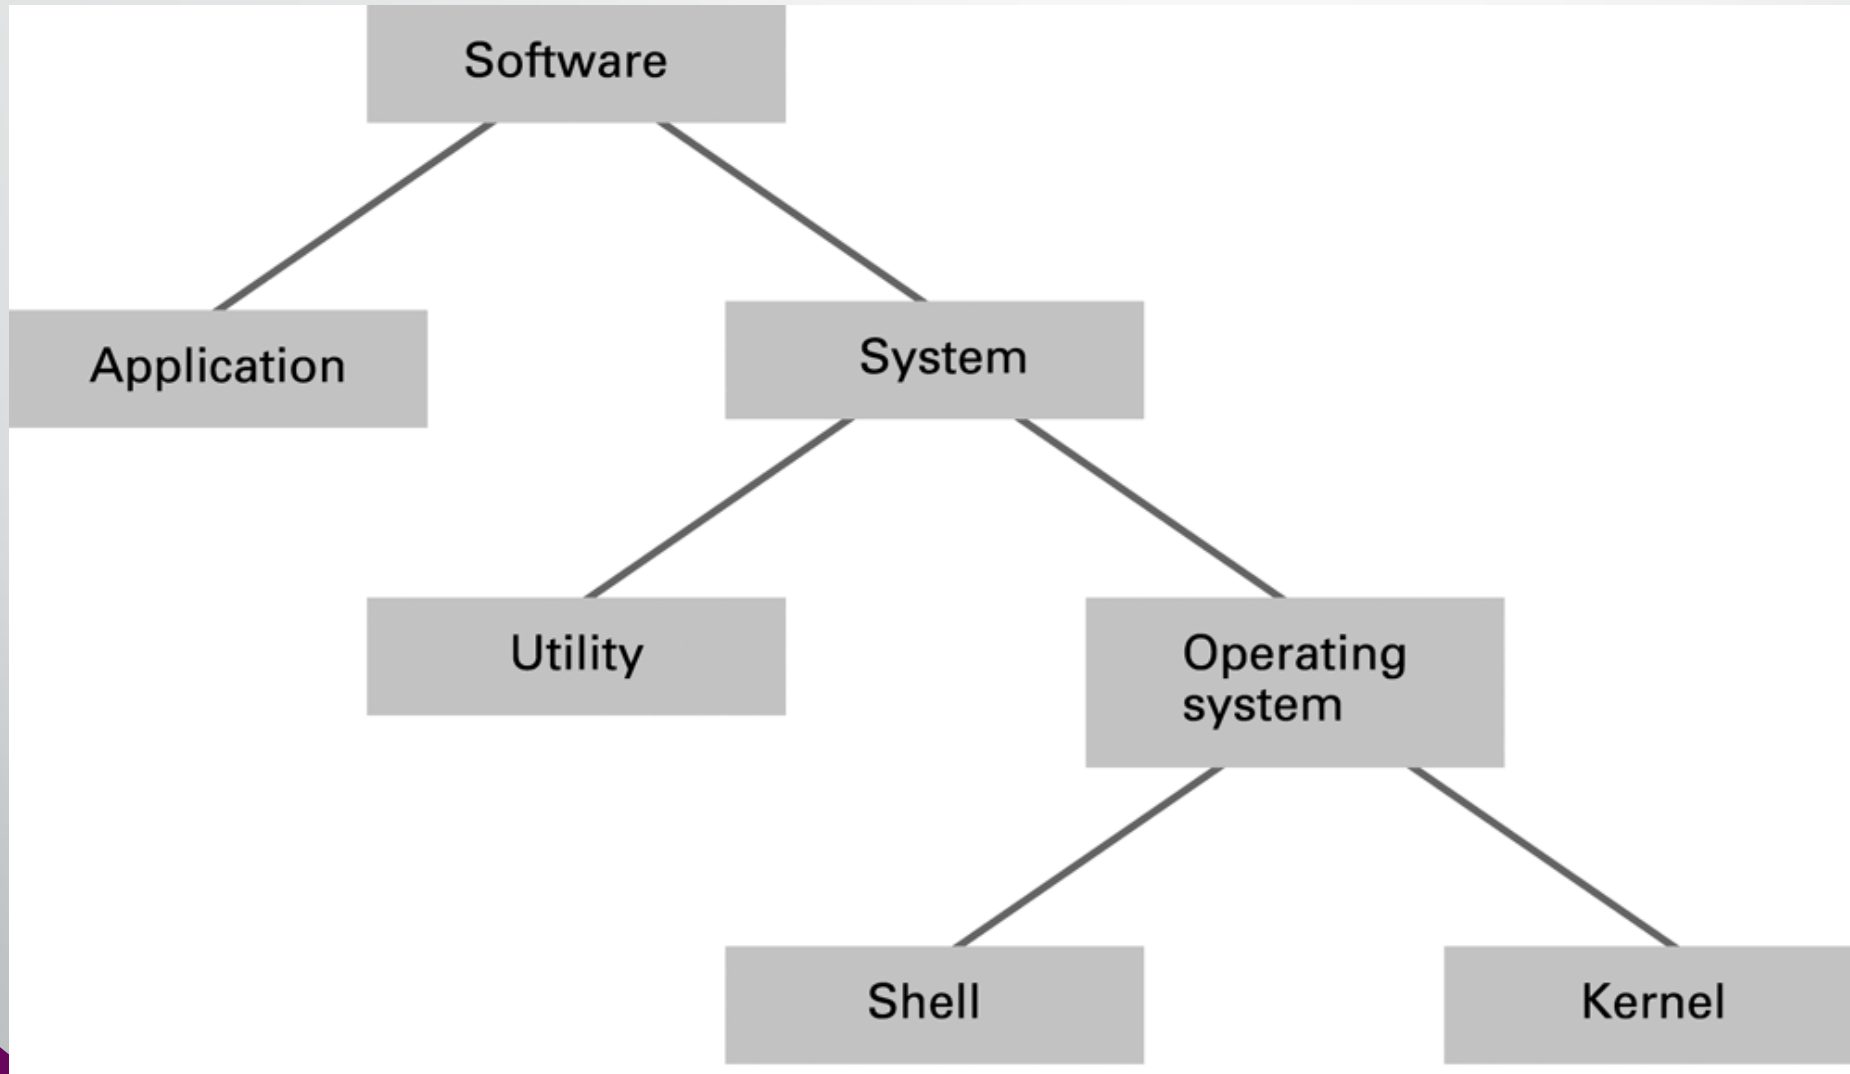 Software
Application
System
Utility
Operating
system
Shell
Kernel